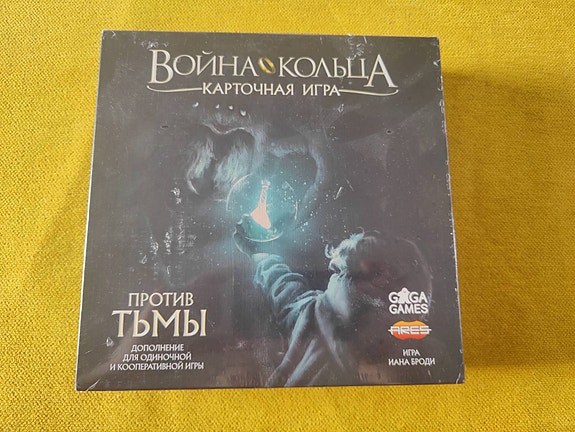 ВОЙНА КОЛЬЦА
КАРТОЧНАЯ ИГРА
ПРОТИВ
ТЬМЫ
ДОПОЛНЕНИЕ
ДЛЯ ОДИНОЧНОЙ
И КООПЕРАТИВНОЙ ИГРЫ
GAGA
GAMES
ARES
ИГРА
ИАНА БРОДИ